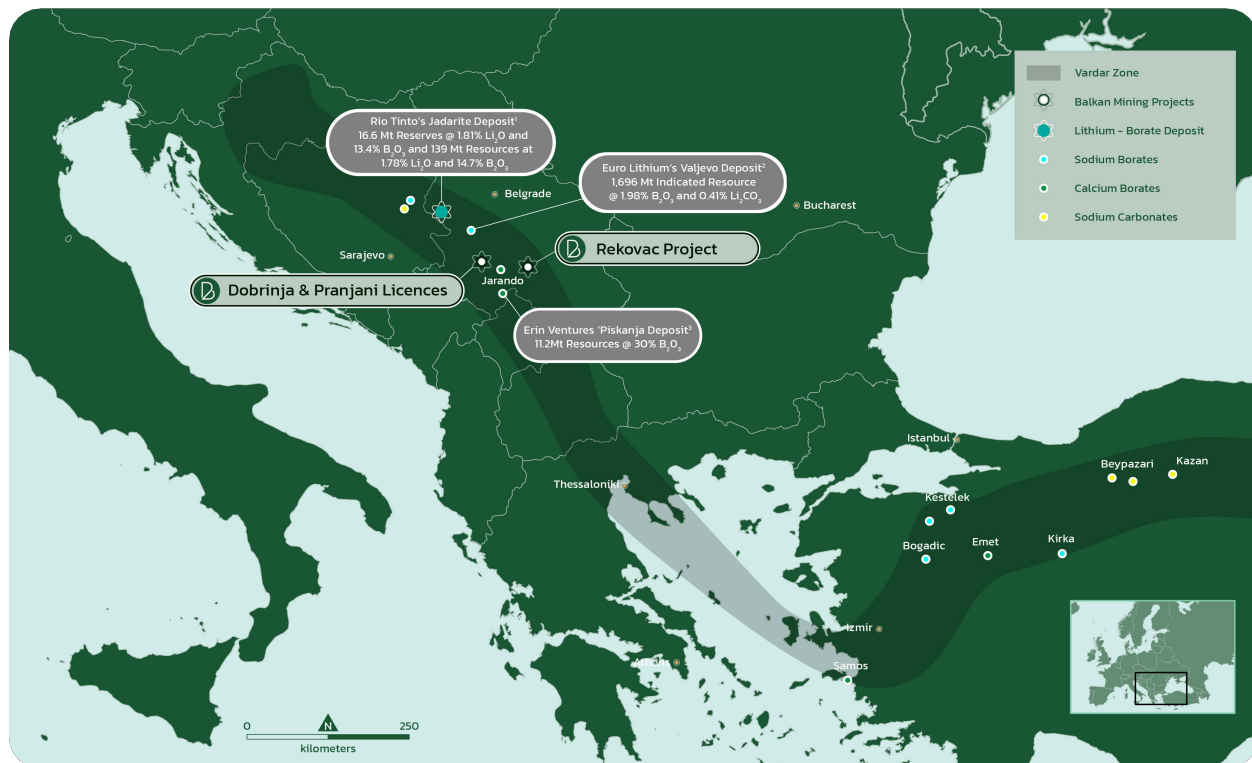 Vardar Zone
Balkan Mining Projects
Lithium - Borate Deposit
Sodium Borates
Calcium Borates
Sodium Carbonates
Rio Tinto's Jadarite Deposit¹
16.6 Mt Reserves @ 1.81% Li₂O and
13.4% B₂O₃ and 139 Mt Resources at
1.78% Li₂O and 14.7% B₂O₃
Euro Lithium's Valjevo Deposit²
1,696 Mt Indicated Resource
@ 1.98% B₂O₃ and 0.41% Li₂CO₃
Belgrade
Bucharest
Sarajevo
Rekovac Project
Jarando
Dobrinja & Pranjani Licences
Erin Ventures 'Piskanja Deposit³
11.2Mt Resources @ 30% B₂O₃
Istanbul
Beypazari
Kazan
Thessaloniki
Kestelek
Bogadic
Emet
Kirka
Izmir
Athens
Samos
0
N
250
kilometers